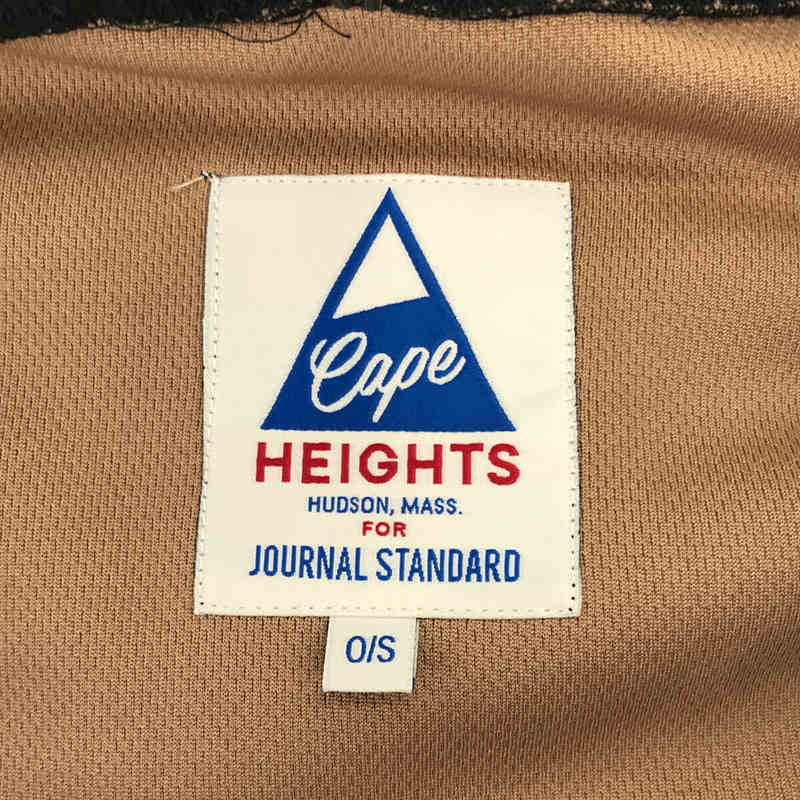 Cape
HEIGHTS
HUDSON, MASS.
FOR
JOURNAL STANDARD
O/S